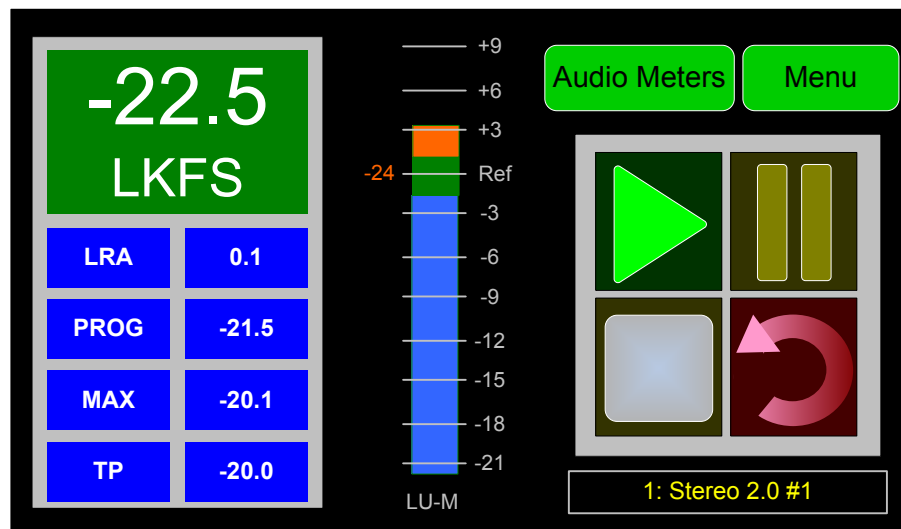 -22.5
LKFS
LRA 0.1
PROG -21.5
MAX -20.1
TP -20.0
+9
+6
+3
-24 Ref
-3
-6
-9
-12
-15
-18
-21
LU-M
Audio Meters Menu
1: Stereo 2.0 #1